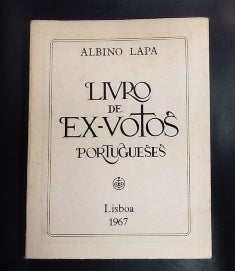 ALBINO LAPA
LIVRO
DE
EX-VOTOS
PORTUGUESES
Lisboa
1967